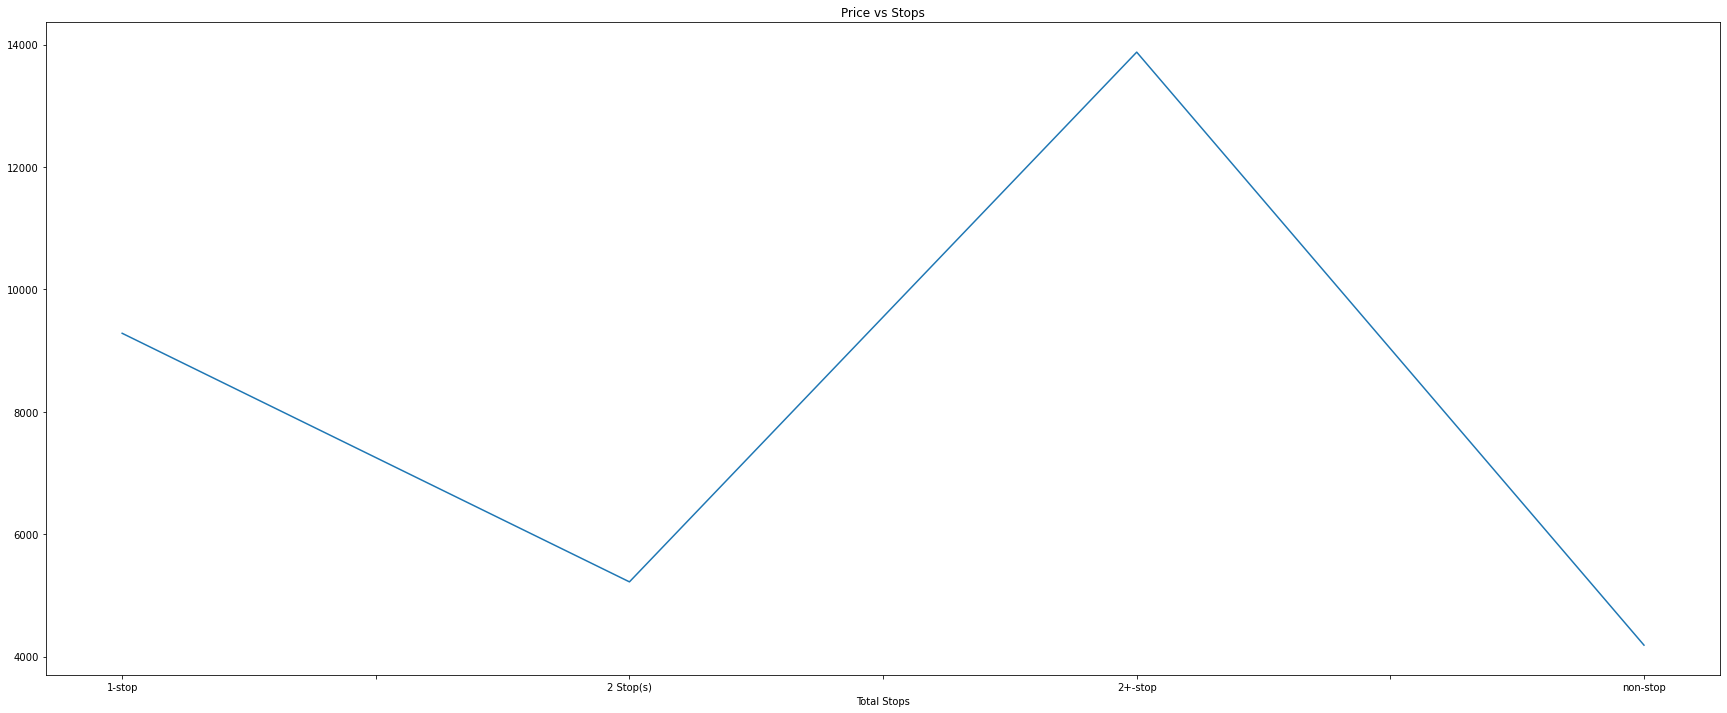 Price vs Stops
14000
12000
10000
8000
6000
4000
1-stop
2 Stop(s)
2+-stop
non-stop
Total Stops